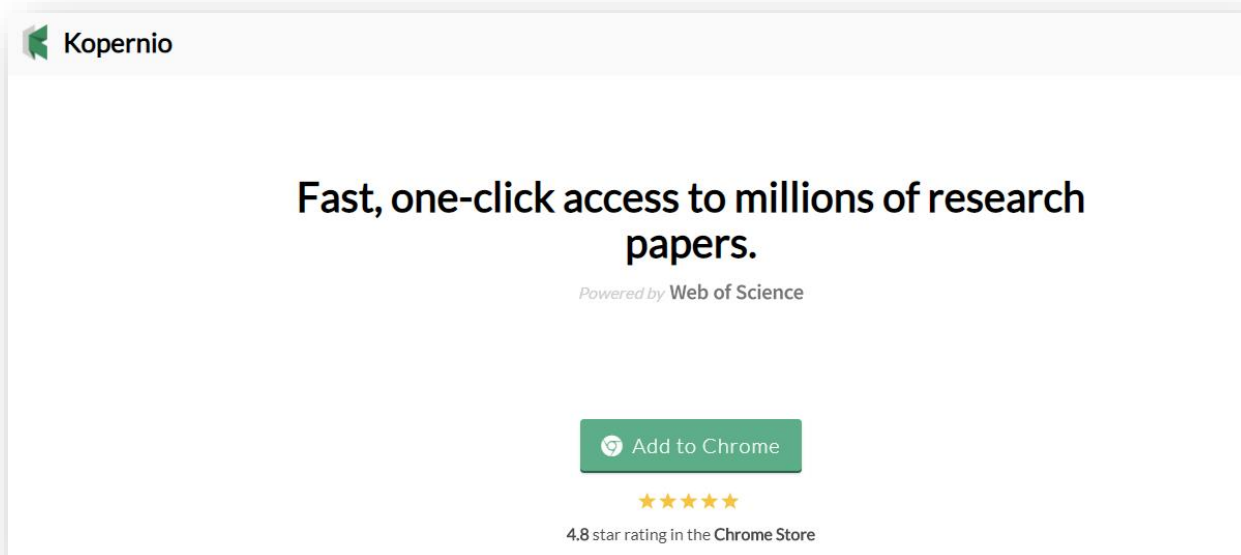 Kopernio
Fast, one-click access to millions of research
papers.
Powered by Web of Science
Add to Chrome
4.8 star rating in the Chrome Store